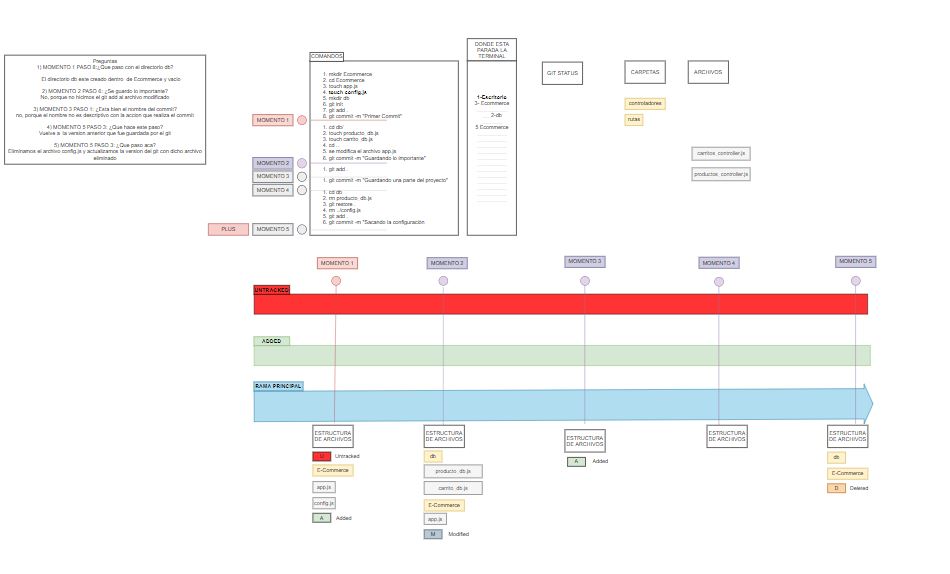 Preguntas
1) MOMENTO 1 PASO 8:¿Que paso con el directorio db?
El directorio db este creado dentro de Ecommerce y vacio
2) MOMENTO 2 PASO 6: ¿Se guardo lo importante?
No, porque no hicimos el git add al archivo modificado
3) MOMENTO 3 PASO 1: ¿Esta bien el nombre del commit?
no, porque el nombre no es descriptivo con la accion que realiza el commit
4) MOMENTO 5 PASO 3: ¿Que hace este paso?
Vuelve a la version anterior que fue guardada por el git
5) MOMENTO 5 PASO 3: ¿Que paso aca?
Eliminamos el archivo config.js y actualizamos la version del git con dicho archivo
eliminado
COMANDOS
1. mkdir Ecommerce
2. cd Ecommerce
3. touch app.js
4. touch config.js
5. mkdir db
6. git init
7. git add .
8. git commit -m "Primer Commit"
1. cd db/
2. touch producto_db.js
3. touch carrito_db.js
4. cd ..
5. se modifica el archivo app.js
6. git commit -m "Guardando lo importante"
1. git add .
1. git commit -m "Guardando una parte del proyecto"
1. cd db
2. rm producto_db.js
3. git restore .
4. rm ../config.js
5. git add .
6. git commit -m "Sacando la configuración
MOMENTO 1
MOMENTO 2
MOMENTO 3
MOMENTO 4
PLUS
MOMENTO 5
DONDE ESTA
PARADA LA
TERMINAL
1-Escritorio
3- Ecommerce
2-db
5 Ecommerce
GIT STATUS
CARPETAS
ARCHIVOS
controladores
rutas
carritos_controller.js
productos_controller.js
MOMENTO 1
MOMENTO 2
MOMENTO 3
MOMENTO 4
MOMENTO 5
UNTRACKED
ADDED
RAMA PRINCIPAL
ESTRUCTURA
DE ARCHIVOS
U
Untracked
E-Commerce
app.js
config.js
A
Added
ESTRUCTURA
DE ARCHIVOS
db
producto_db.js
carrito_db.js
E-Commerce
app.js
M
Modified
ESTRUCTURA
DE ARCHIVOS
A
Added
ESTRUCTURA
DE ARCHIVOS
ESTRUCTURA
DE ARCHIVOS
db
E-Commerce
D
Deleted